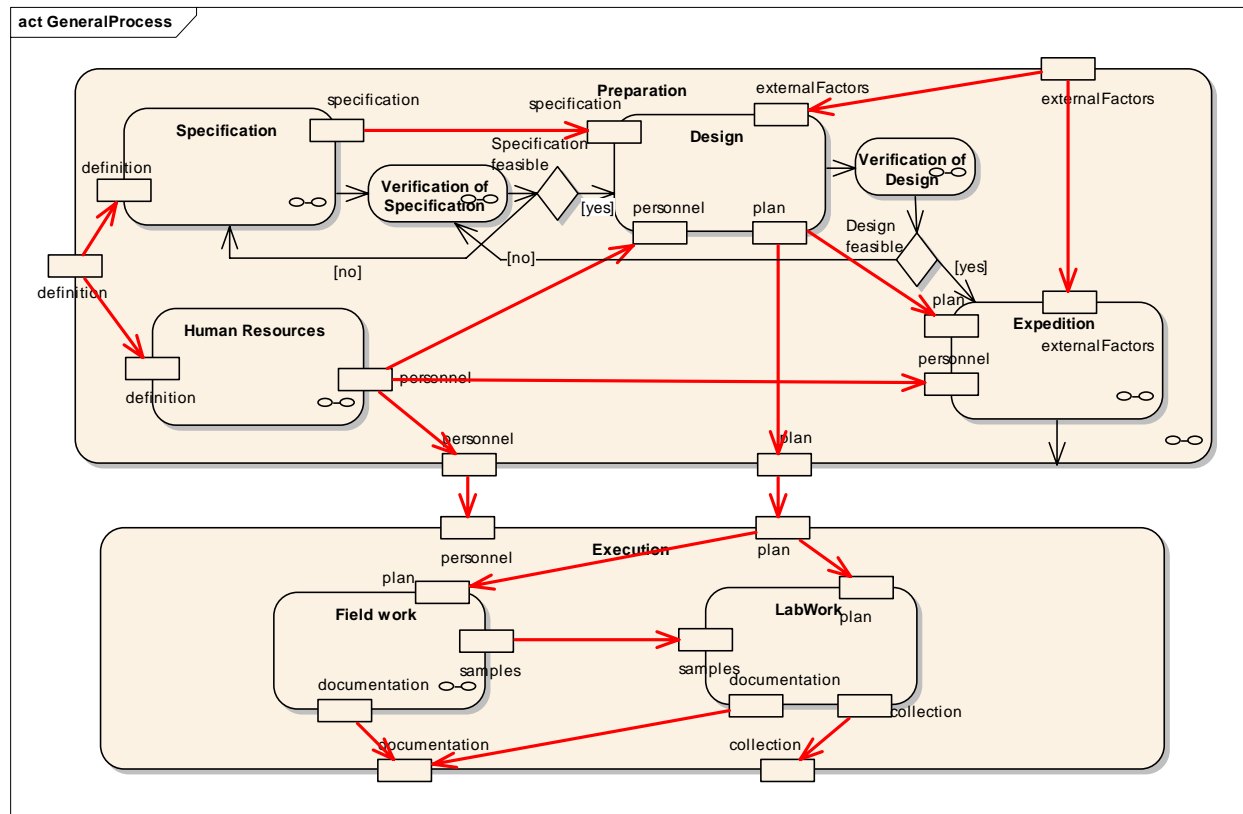 act GeneralProcess
Preparation
externalFactors
externalFactors
specification
specification
Specification
Design
Specification
feasible
definition
Verification of
Specification
Verification of
Design
[yes]
personnel
plan
Design
feasible
[no]
[no]
[yes]
definition
plan
Human Resources
Expedition
externalFactors
personnel
personnel
definition
personnel
plan
personnel
Execution
plan
plan
Field work
LabWork
plan
samples
samples
documentation
documentation
collection
documentation
collection